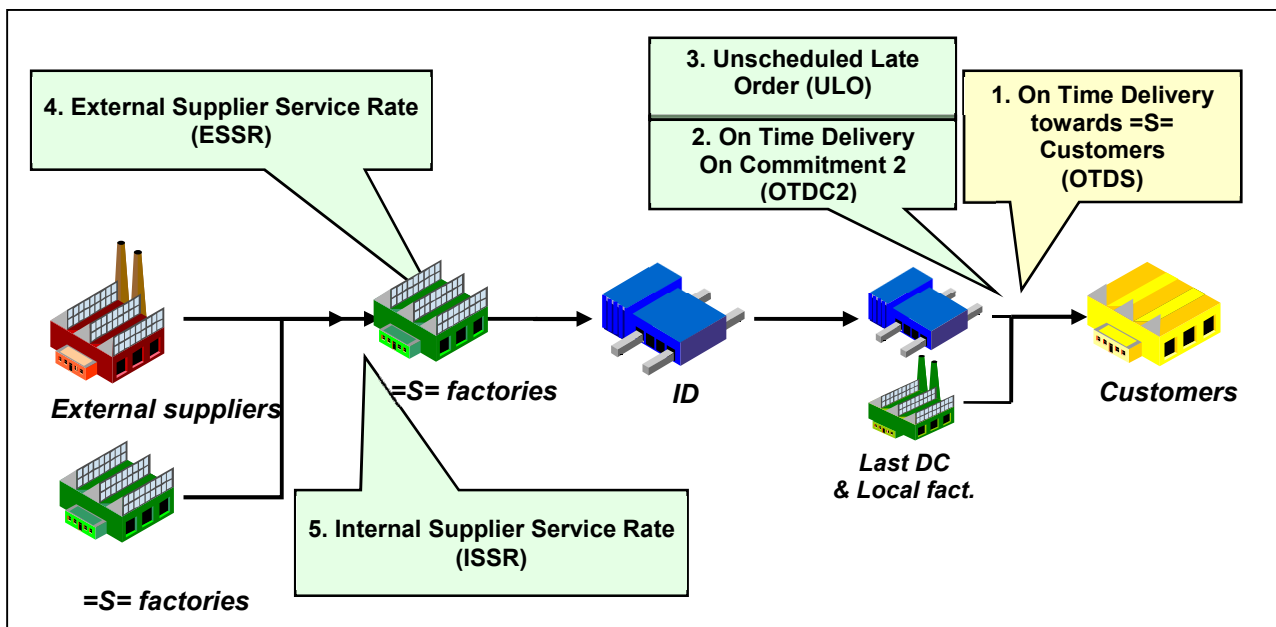 3. Unscheduled Late
Order (ULO)
1. On Time Delivery
towards =S=
Customers
(OTDS)
4. External Supplier Service Rate
(ESSR)
2. On Time Delivery
On Commitment 2
(OTDC2)
External suppliers
=S= factories
ID
Customers
Last DC
& Local fact.
5. Internal Supplier Service Rate
(ISSR)
=S= factories